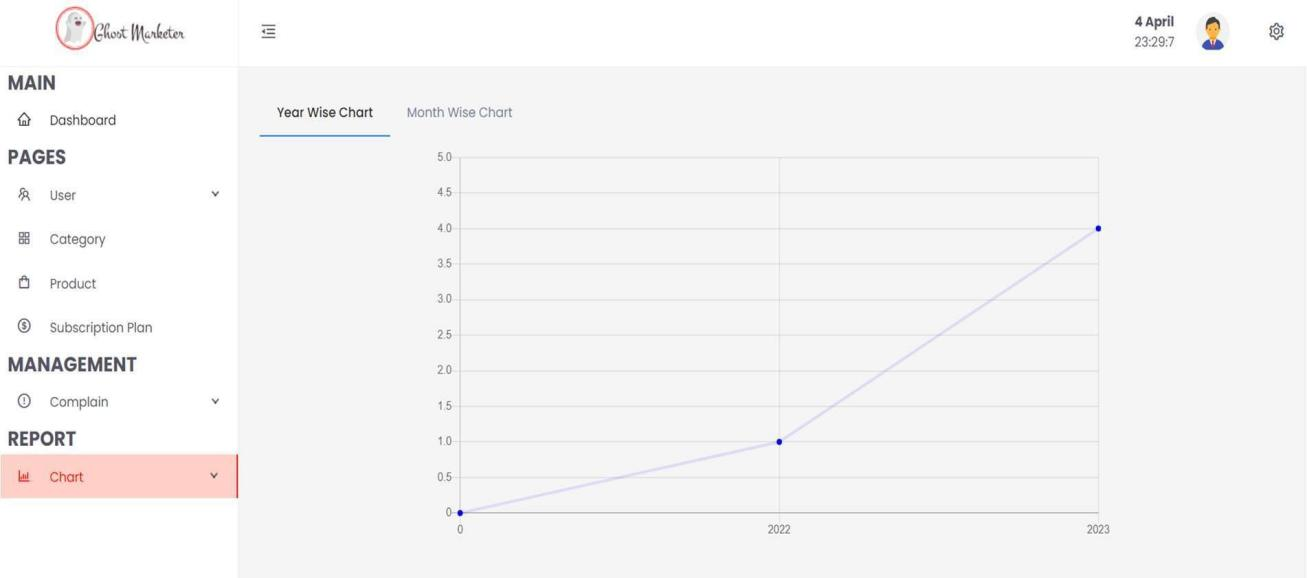 Ghost Marketer
4 April
23:29:7
MAIN
Dashboard
PAGES
User
Category
Product
Subscription Plan
MANAGEMENT
Complain
REPORT
Chart
Year Wise Chart Month Wise Chart
5.0
4.5
4.0
3.5
3.0
2.5
2.0
1.5
1.0
0.5
0
0 2022 2023